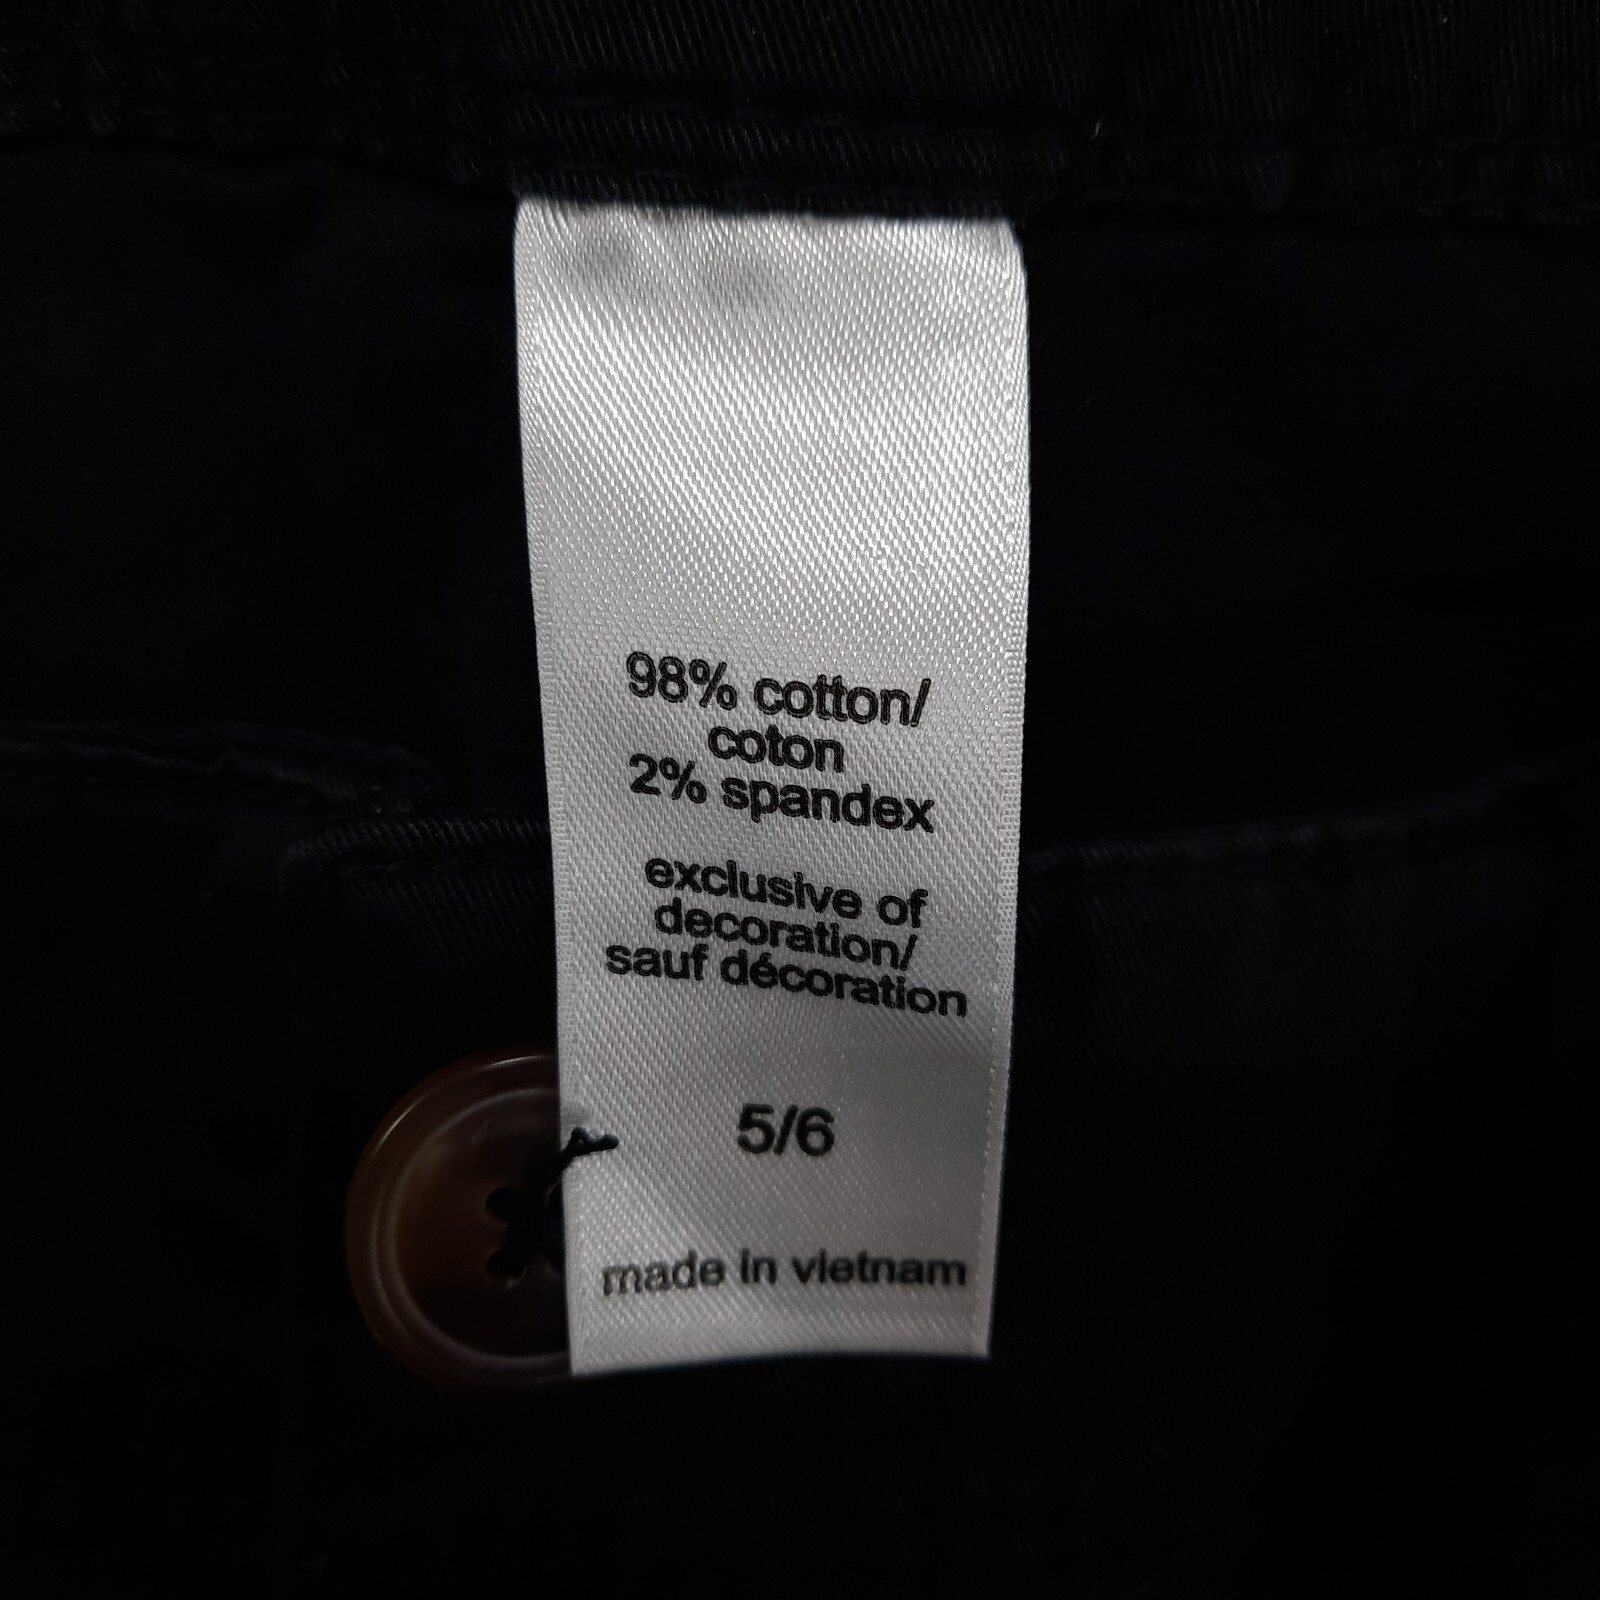 98% cotton/
coton
2% spandex
exclusive of
decoration/
sauf décoration
5/6
made in vietnam